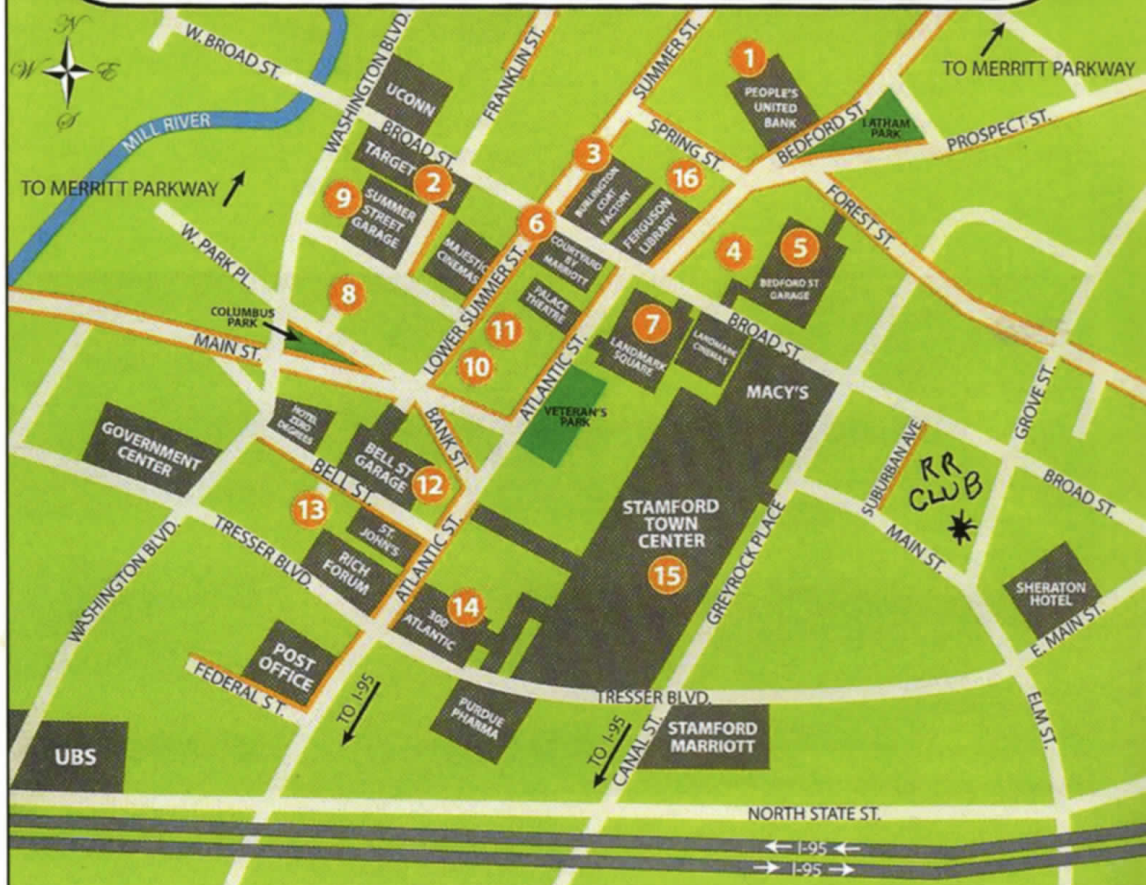 N
W
E
S
W. BROAD ST.
WASHINGTON BLVD.
FRANKLIN ST.
SUMMER ST.
1
PEOPLE'S
UNITED
BANK
TO MERRITT PARKWAY
UCONN
MILL RIVER
BROAD ST.
TARGET
SPRING ST.
BEDFORD ST.
LATHAM
PARK
PROSPECT ST.
3
BURLINGTON
COAT
FACTORY
16
FERGUSON
LIBRARY
TO MERRITT PARKWAY
2
9
SUMMER
STREET
GARAGE
6
COURTYARD
BY
MARRIOTT
4
5
BEDFORD ST
GARAGE
FOREST ST.
MAJESTIC
CINEMAS
W. PARK PL.
PALACE
THEATRE
8
COLUMBUS
PARK
MAIN ST.
LOWER SUMMER ST.
11
10
ATLANTIC ST.
7
LANDMARK
SQUARE
LANDMARK
CINEMAS
BROAD ST.
MACY'S
VETERAN'S
PARK
HOTEL
ZERO
DEGREES
BANK ST.
GOVERNMENT
CENTER
BELL ST
GARAGE
12
BELL ST.
13
ST.
JOHN'S
RICH
FORUM
TRESSER BLVD.
WASHINGTON BLVD.
ATLANTIC ST.
STAMFORD
TOWN
CENTER
15
GREYROCK PLACE
SUBURBAN AVE
RR
CLUB
GROVE ST.
BROAD ST.
MAIN ST.
SHERATON
HOTEL
E. MAIN ST.
14
300
ATLANTIC
POST
OFFICE
FEDERAL ST.
TO I-95
PURDUE
PHARMA
TRESSER BLVD.
TO I-95
CANAL ST.
STAMFORD
MARRIOTT
ELM ST.
UBS
NORTH STATE ST.
I-95
I-95